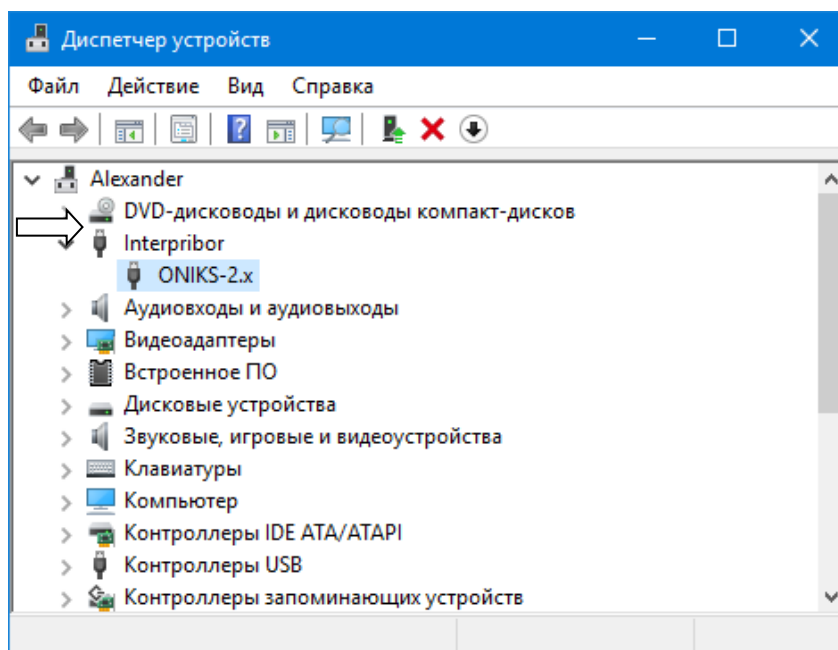 Диспетчер устройств
Файл Действие Вид Справка
Alexander
DVD-дисководы и дисководы компакт-дисков
Interpribor
ONIKS-2.x
Аудиовходы и аудиовыходы
Видеоадаптеры
Встроенное ПО
Дисковые устройства
Звуковые, игровые и видеоустройства
Клавиатуры
Компьютер
Контроллеры IDE ATA/ATAPI
Контроллеры USB
Контроллеры запоминающих устройств